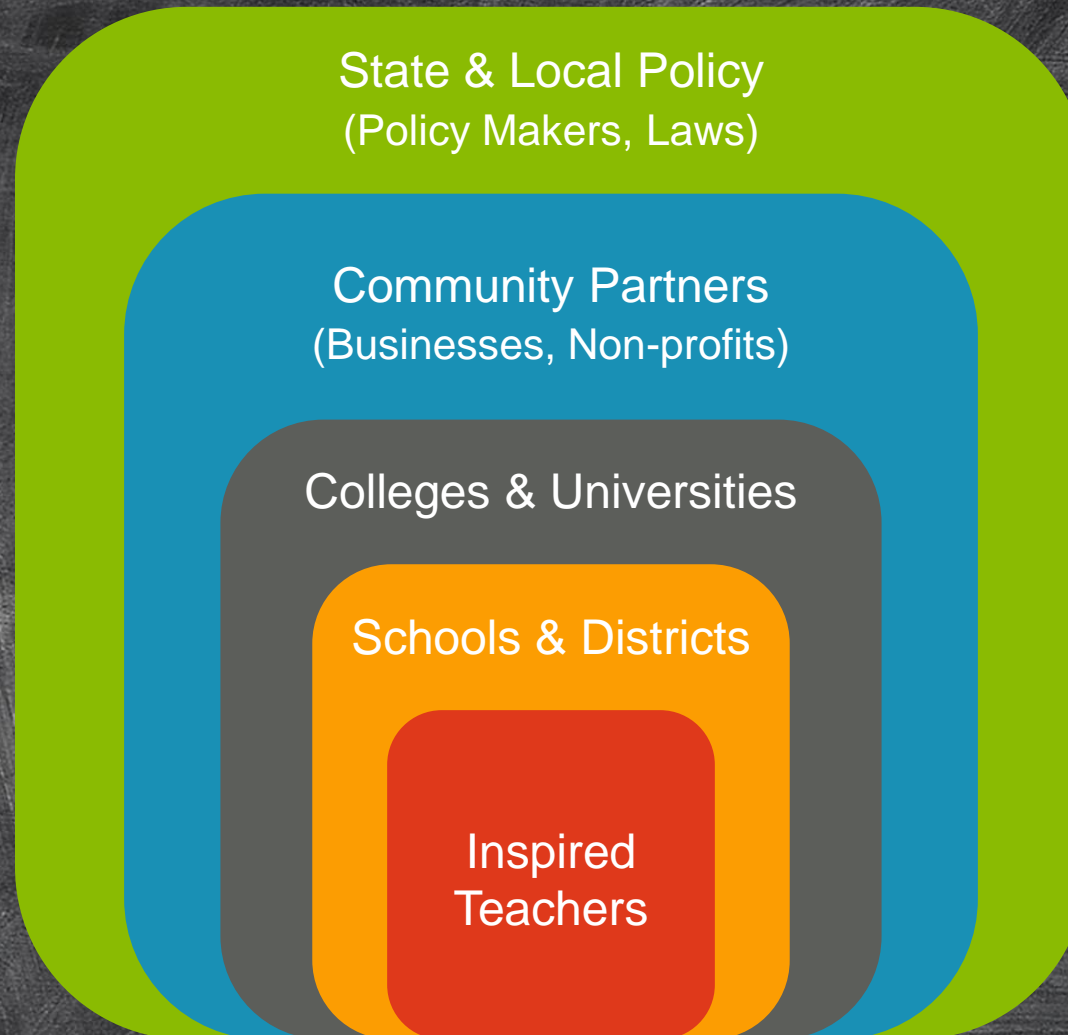 State & Local Policy
(Policy Makers, Laws)
Community Partners
(Businesses, Non-profits)
Colleges & Universities
Schools & Districts
Inspired
Teachers